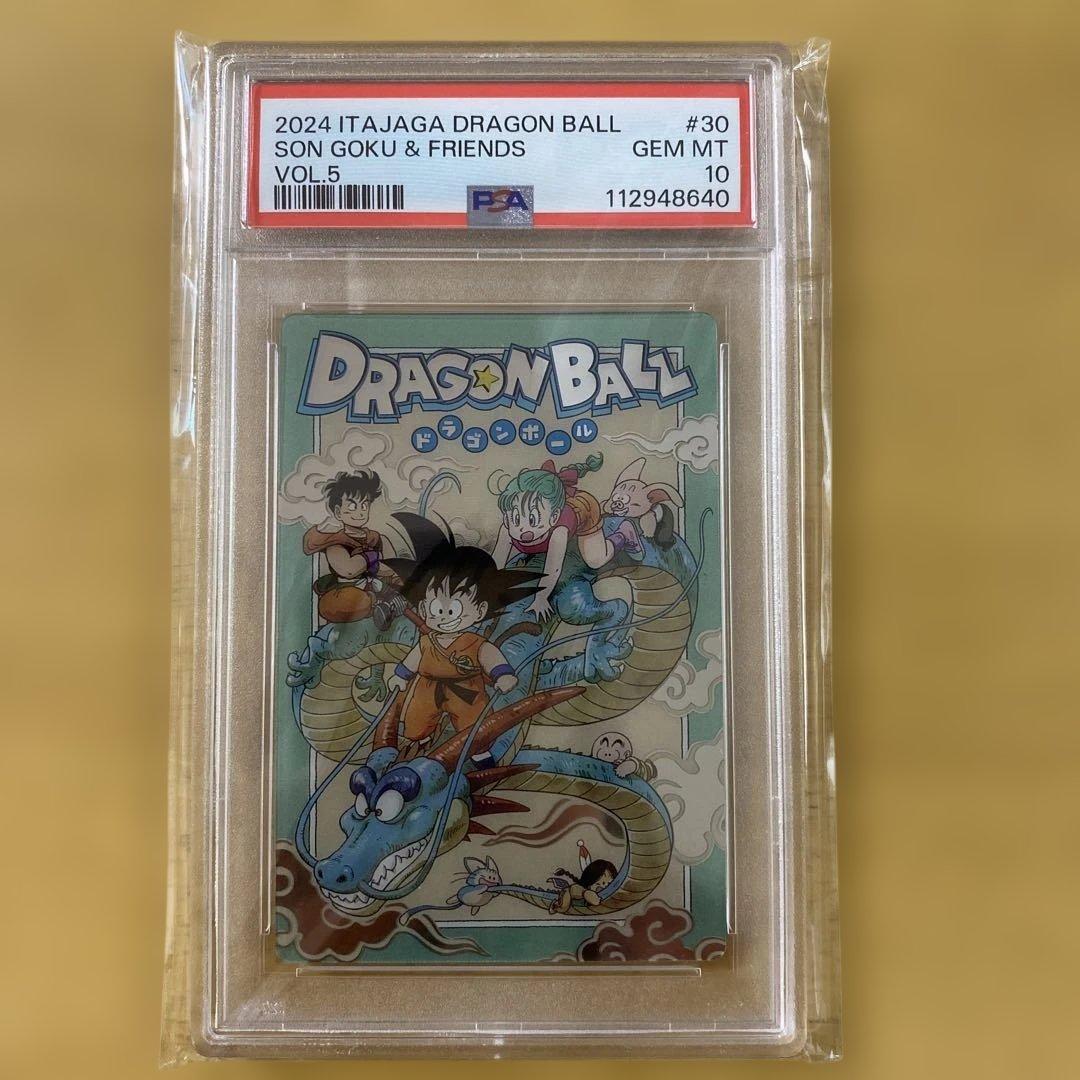 2024 ITAJAGA DRAGON BALL #30
SON GOKU & FRIENDS GEM MT
VOL.5 10
PSA 112948640
DRAGON BALL
ドラゴンボール